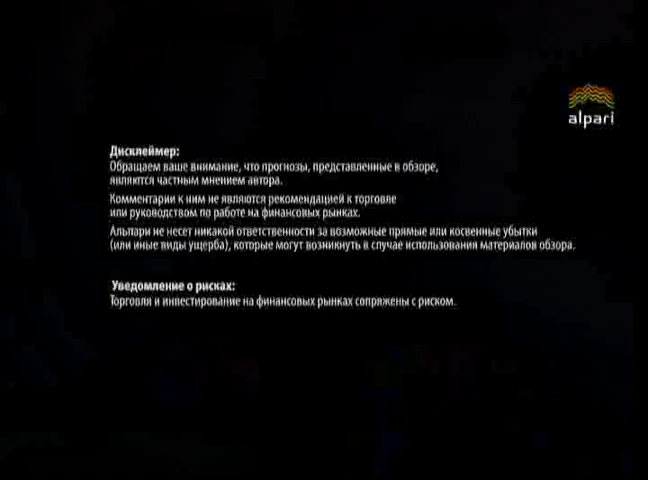 alpari
Дисклеймер:
Обращаем ваше внимание, что прогнозы, представленные в обзоре,
являются частным мнением автора.
Комментарии к ним не являются рекомендацией к торговле
или руководством по работе на финансовых рынках.
Альпари не несет никакой ответственности за возможные прямые или косвенные убытки
(или иные виды ущерба), которые могут возникнуть в случае использования материалов обзора.
Уведомление о рисках:
Торговля и инвестирование на финансовых рынках сопряжены с риском.